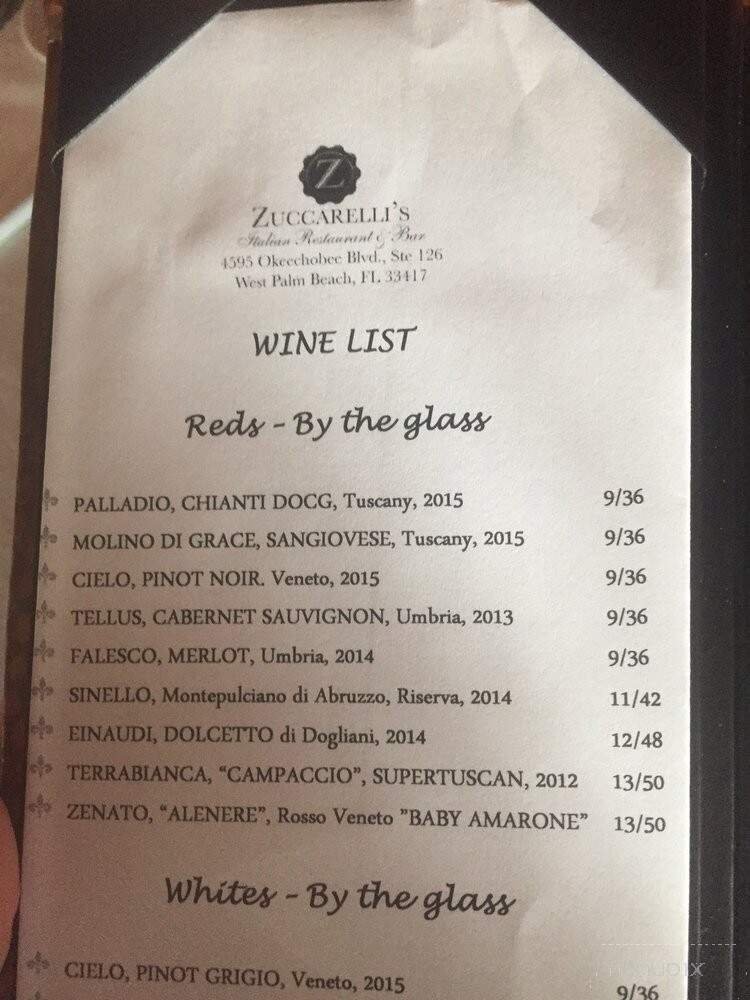 Z
ZUCCARELLI'S
Italian Restaurant & Bar
4595 Okeechobee Blvd., Ste 126
West Palm Beach, FL 33417
WINE LIST
Reds - By the glass
PALLADIO, CHIANTI DOCG, Tuscany, 2015 9/36
MOLINO DI GRACE, SANGIOVESE, Tuscany, 2015 9/36
CIELO, PINOT NOIR. Veneto, 2015 9/36
TELLUS, CABERNET SAUVIGNON, Umbria, 2013 9/36
FALESCO, MERLOT, Umbria, 2014 9/36
SINELLO, Montepulciano di Abruzzo, Riserva, 2014 11/42
EINAUDI, DOLCETTO di Dogliani, 2014 12/48
TERRABIANCA, “CAMPACCIO”, SUPERTUSCAN, 2012 13/50
ZENATO, “ALENERE”, Rosso Veneto ”BABY AMARONE” 13/50
Whites - By the glass
CIELO, PINOT GRIGIO, Veneto, 2015 9/36